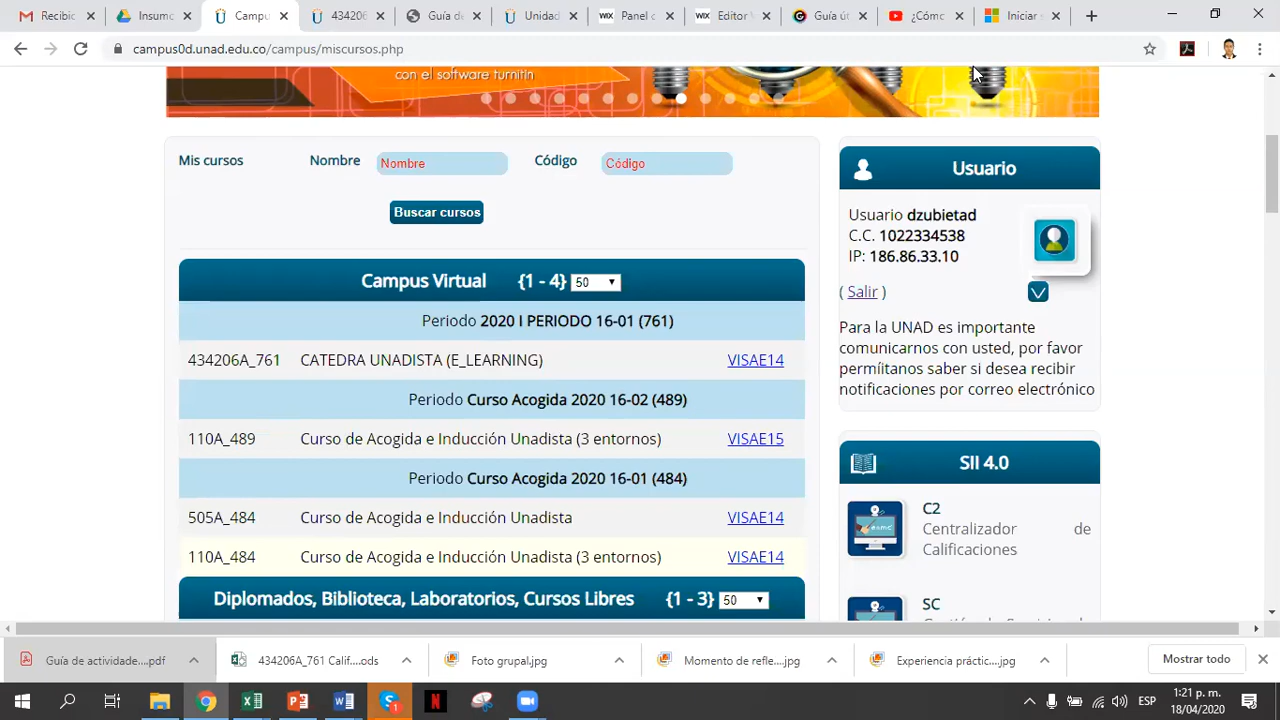 Recibic
Insumc
Campu
434206
Guía de
Unidad
WIX Panel c
WIX Editor
Guía út
¿Cómc
Iniciar s
campus0d.unad.edu.co/campus/miscursos.php
con el software turnitin
Mis cursos Nombre Nombre Código Código
Buscar cursos
Campus Virtual {1 - 4} 50
Periodo 2020 I PERIODO 16-01 (761)
434206A_761 CATEDRA UNADISTA (E_LEARNING) VISAE14
Periodo Curso Acogida 2020 16-02 (489)
110A_489 Curso de Acogida e Inducción Unadista (3 entornos) VISAE15
Periodo Curso Acogida 2020 16-01 (484)
505A_484 Curso de Acogida e Inducción Unadista VISAE14
110A_484 Curso de Acogida e Inducción Unadista (3 entornos) VISAE14
Diplomados, Biblioteca, Laboratorios, Cursos Libres {1 - 3} 50
Usuario
Usuario dzubietad
C.C. 1022334538
IP: 186.86.33.10
( Salir )
Para la UNAD es importante
comunicarnos con usted, por favor
permíitanos saber si desea recibir
notificaciones por correo electrónico
SII 4.0
C2
Centralizador de
Calificaciones
SC
Guía de actividade....pdf
434206A_761 Calif....ods
Foto grupal.jpg
Momento de refle....jpg
Experiencia práctic....jpg
Mostrar todo
ESP
1:21 p. m.
18/04/2020